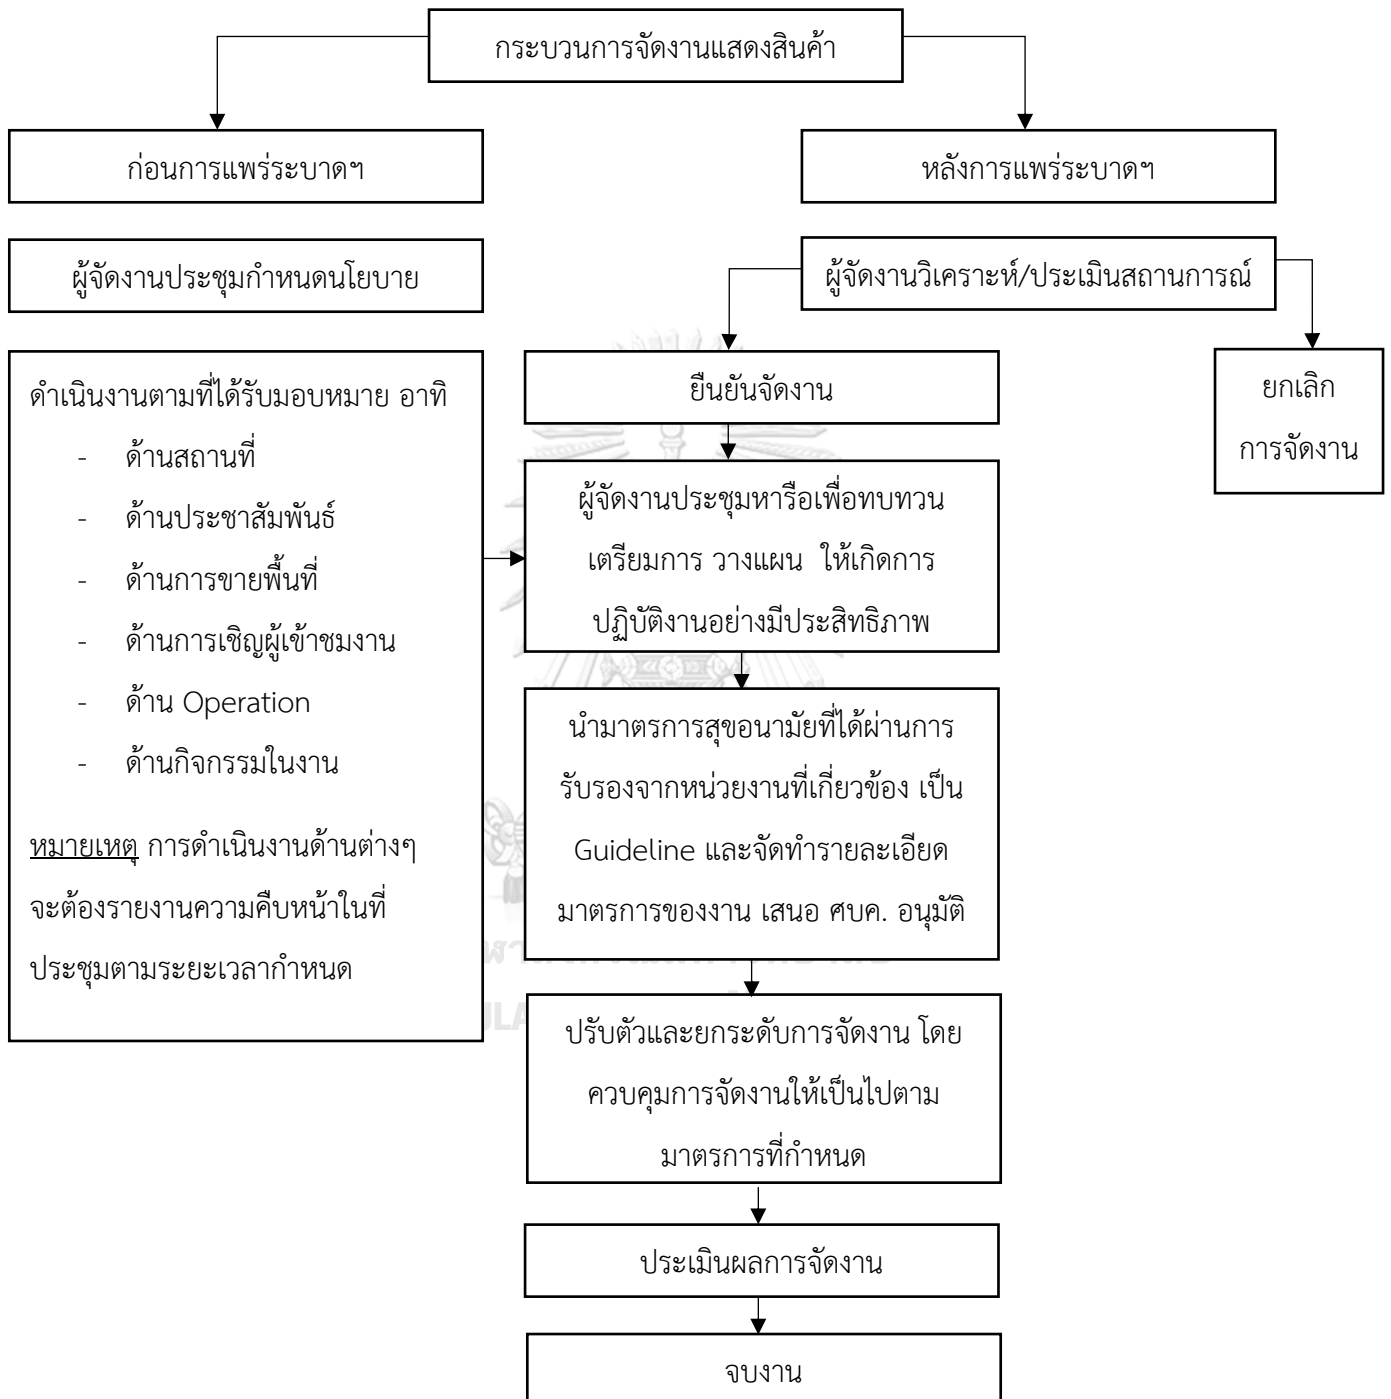 กระบวนการจัดงานแสดงสินค้า
ก่อนการแพร่ระบาดฯ
หลังการแพร่ระบาดฯ
ผู้จัดงานประชุมกำหนดนโยบาย
ผู้จัดงานวิเคราะห์/ประเมินสถานการณ์
ดำเนินงานตามที่ได้รับมอบหมาย อาทิ
- ด้านสถานที่
- ด้านประชาสัมพันธ์
- ด้านการขายพื้นที่
- ด้านการเชิญผู้เข้าชมงาน
- ด้าน Operation
- ด้านกิจกรรมในงาน
หมายเหตุ การดำเนินงานด้านต่างๆ
จะต้องรายงานความคืบหน้าในที่
ประชุมตามระยะเวลากำหนด
ยืนยันจัดงาน
ยกเลิก
การจัดงาน
ผู้จัดงานประชุมหารือเพื่อทบทวน
เตรียมการ วางแผน ให้เกิดการ
ปฏิบัติงานอย่างมีประสิทธิภาพ
นำมาตรการสุขอนามัยที่ได้ผ่านการ
รับรองจากหน่วยงานที่เกี่ยวข้อง เป็น
Guideline และจัดทำรายละเอียด
มาตรการของงาน เสนอ ศบค. อนุมัติ
ปรับตัวและยกระดับการจัดงาน โดย
ควบคุมการจัดงานให้เป็นไปตาม
มาตรการที่กำหนด
ประเมินผลการจัดงาน
จบงาน